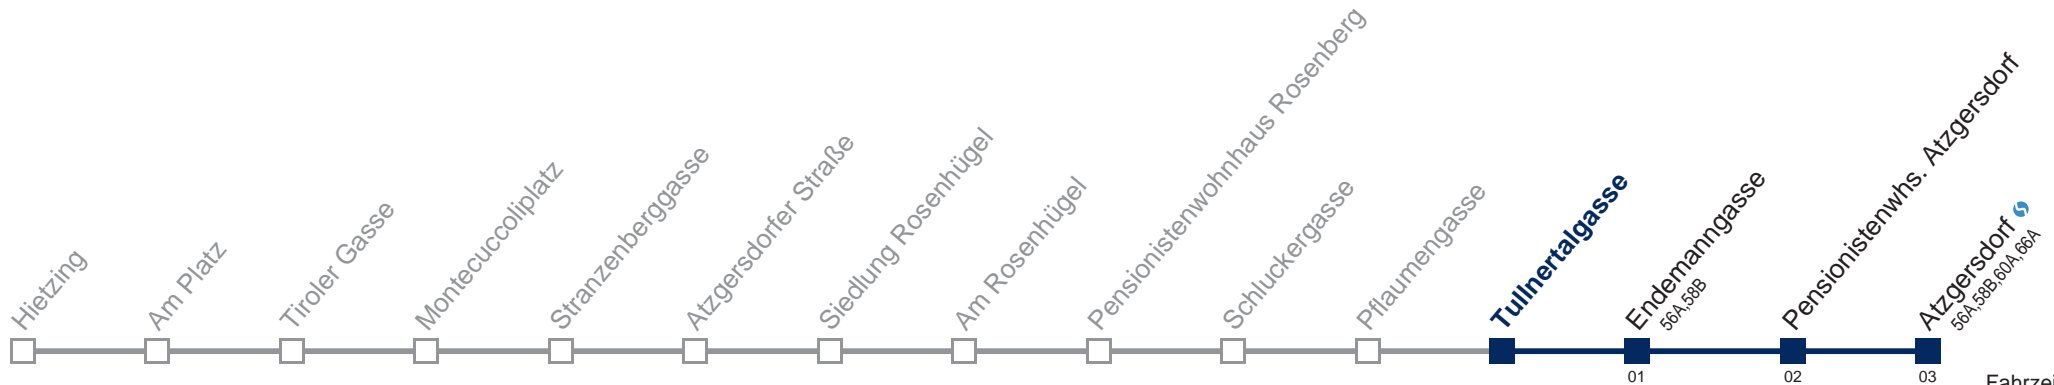 Hietzing
Am Platz
Tiroler Gasse
Montecuccoliplatz
Stranzenberggasse
Atzgersdorfer Straße
Siedlung Rosenhügel
Am Rosenhügel
Pensionistenwohnhaus Rosenberg
Schluckergasse
Pflaumengasse
Tullnertalgasse
Endemanngasse
56A,58B
Pensionistenwhs. Atzgersdorf
Atzgersdorf
56A,58B,60A,66A
01
02
03